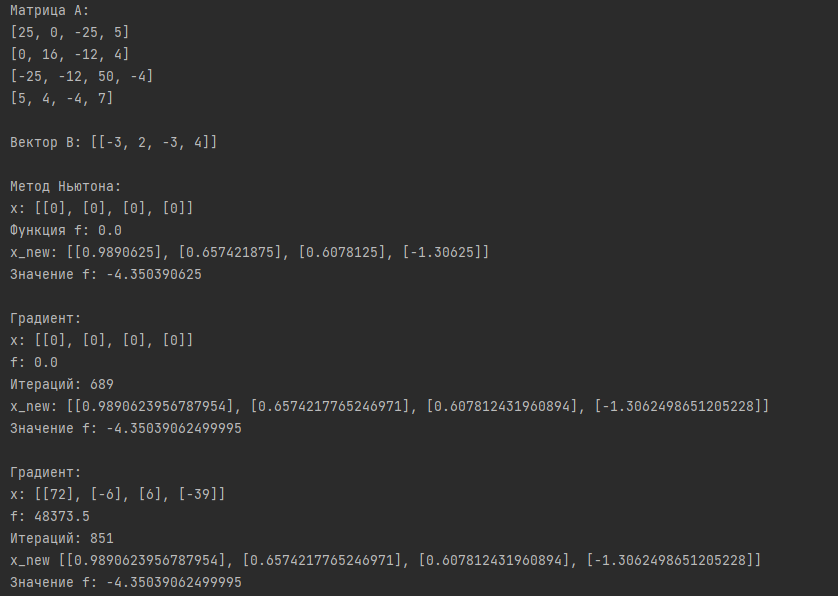 Матрица A:
[25, 0, -25, 5]
[0, 16, -12, 4]
[-25, -12, 50, -4]
[5, 4, -4, 7]
Вектор B: [[-3, 2, -3, 4]]
Метод Ньютона:
x: [[0], [0], [0], [0]]
Функция f: 0.0
x_new: [[0.9890625], [0.657421875], [0.6078125], [-1.30625]]
Значение f: -4.350390625
Градиент:
x: [[0], [0], [0], [0]]
f: 0.0
Итераций: 689
x_new: [[0.9890623956787954], [0.6574217765246971], [0.607812431960894], [-1.3062498651205228]]
Значение f: -4.35039062499995
Градиент:
x: [[72], [-6], [6], [-39]]
f: 48373.5
Итераций: 851
x_new [[0.9890623956787954], [0.6574217765246971], [0.607812431960894], [-1.3062498651205228]]
Значение f: -4.35039062499995